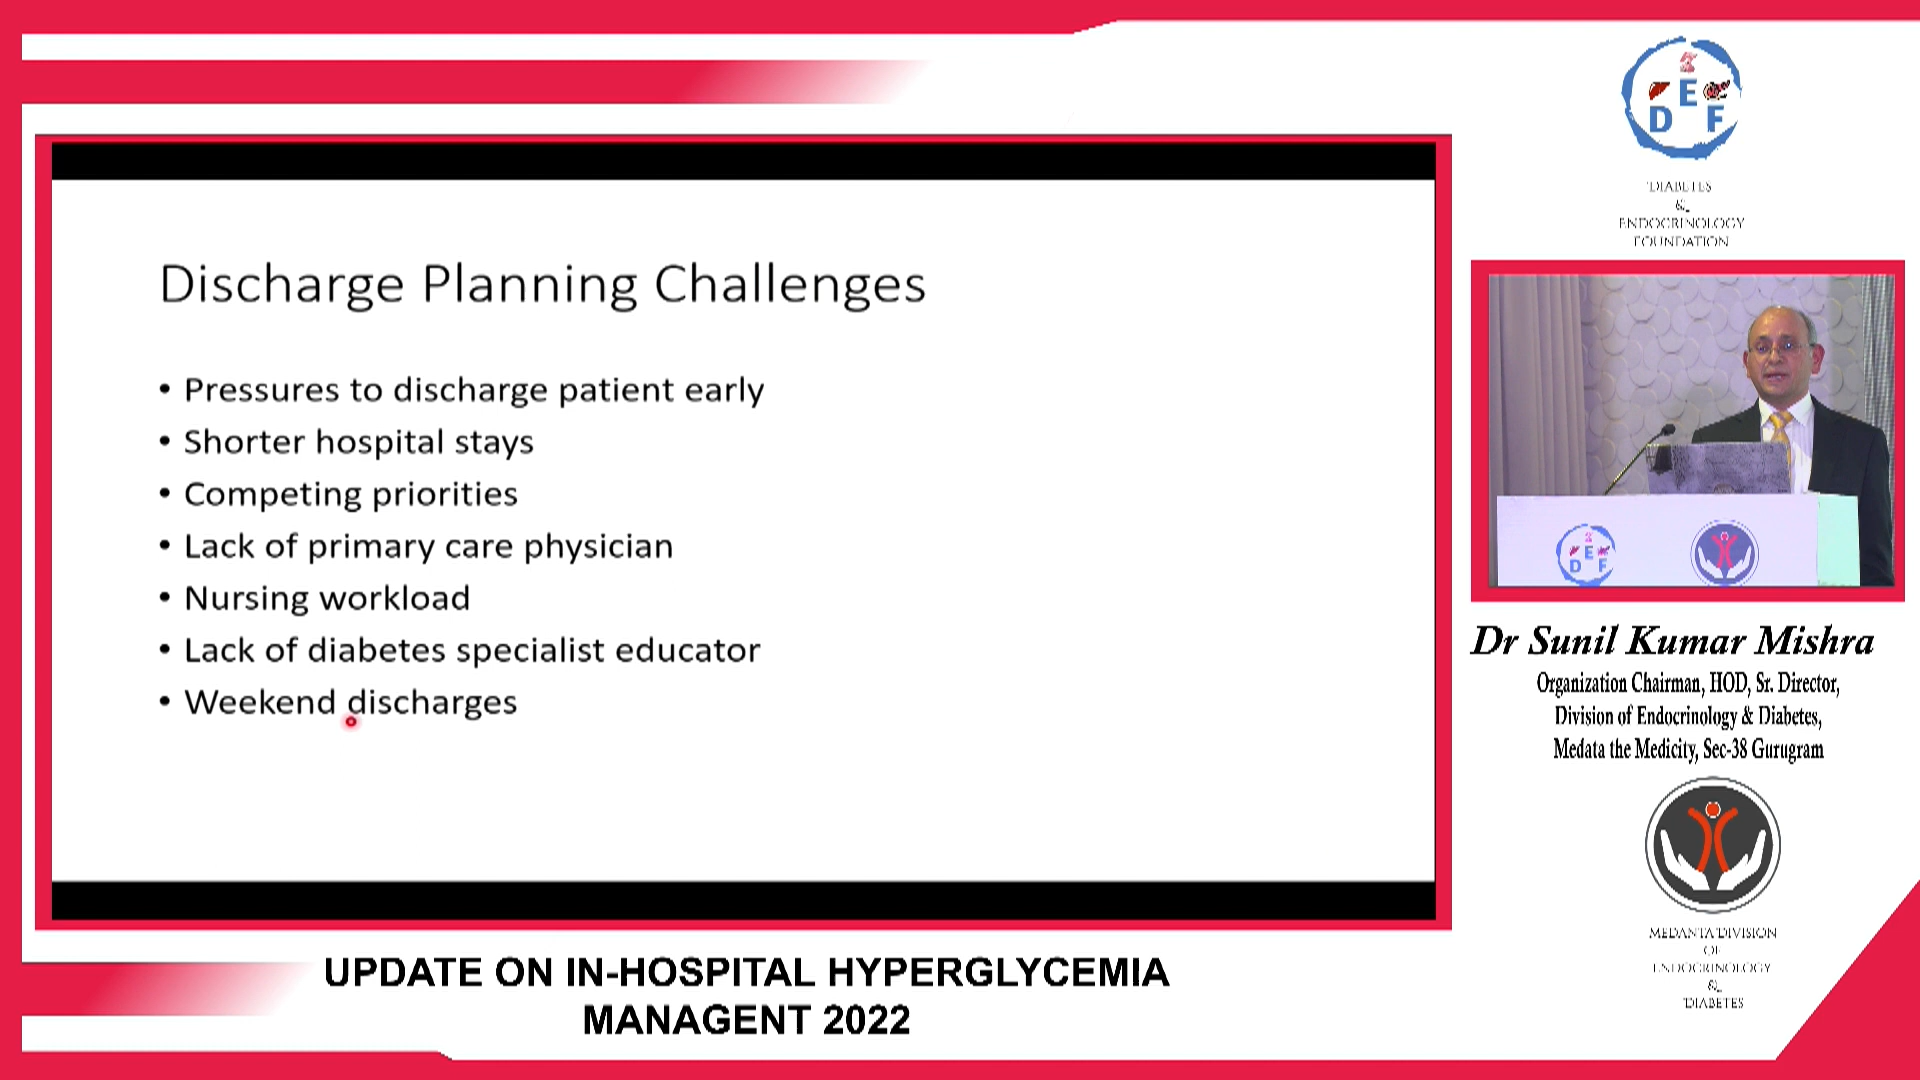 Discharge Planning Challenges
• Pressures to discharge patient early
• Shorter hospital stays
• Competing priorities
• Lack of primary care physician
• Nursing workload
• Lack of diabetes specialist educator
• Weekend discharges
UPDATE ON IN-HOSPITAL HYPERGLYCEMIA
MANAGENT 2022
E
D F
DIABETES
&
ENDOCRINOLOGY
FOUNDATION
E
D F
Dr Sunil Kumar Mishra
Organization Chairman, HOD, Sr. Director,
Division of Endocrinology & Diabetes,
Medata the Medicity, Sec-38 Gurugram
MEDANTA DIVISION
OF
ENDOCRINOLOGY
&
DIABETES